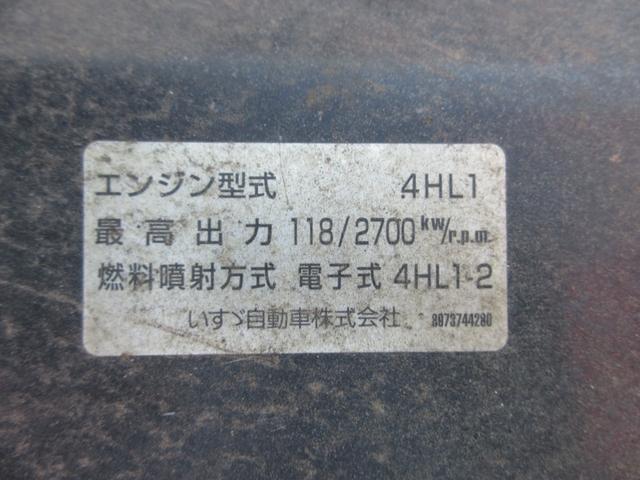 エンジン型式 4HL1
最高出力 118/2700 kw/r.p.m
燃料噴射方式 電子式 4HL1-2
いすゞ自動車株式会社 8973744280